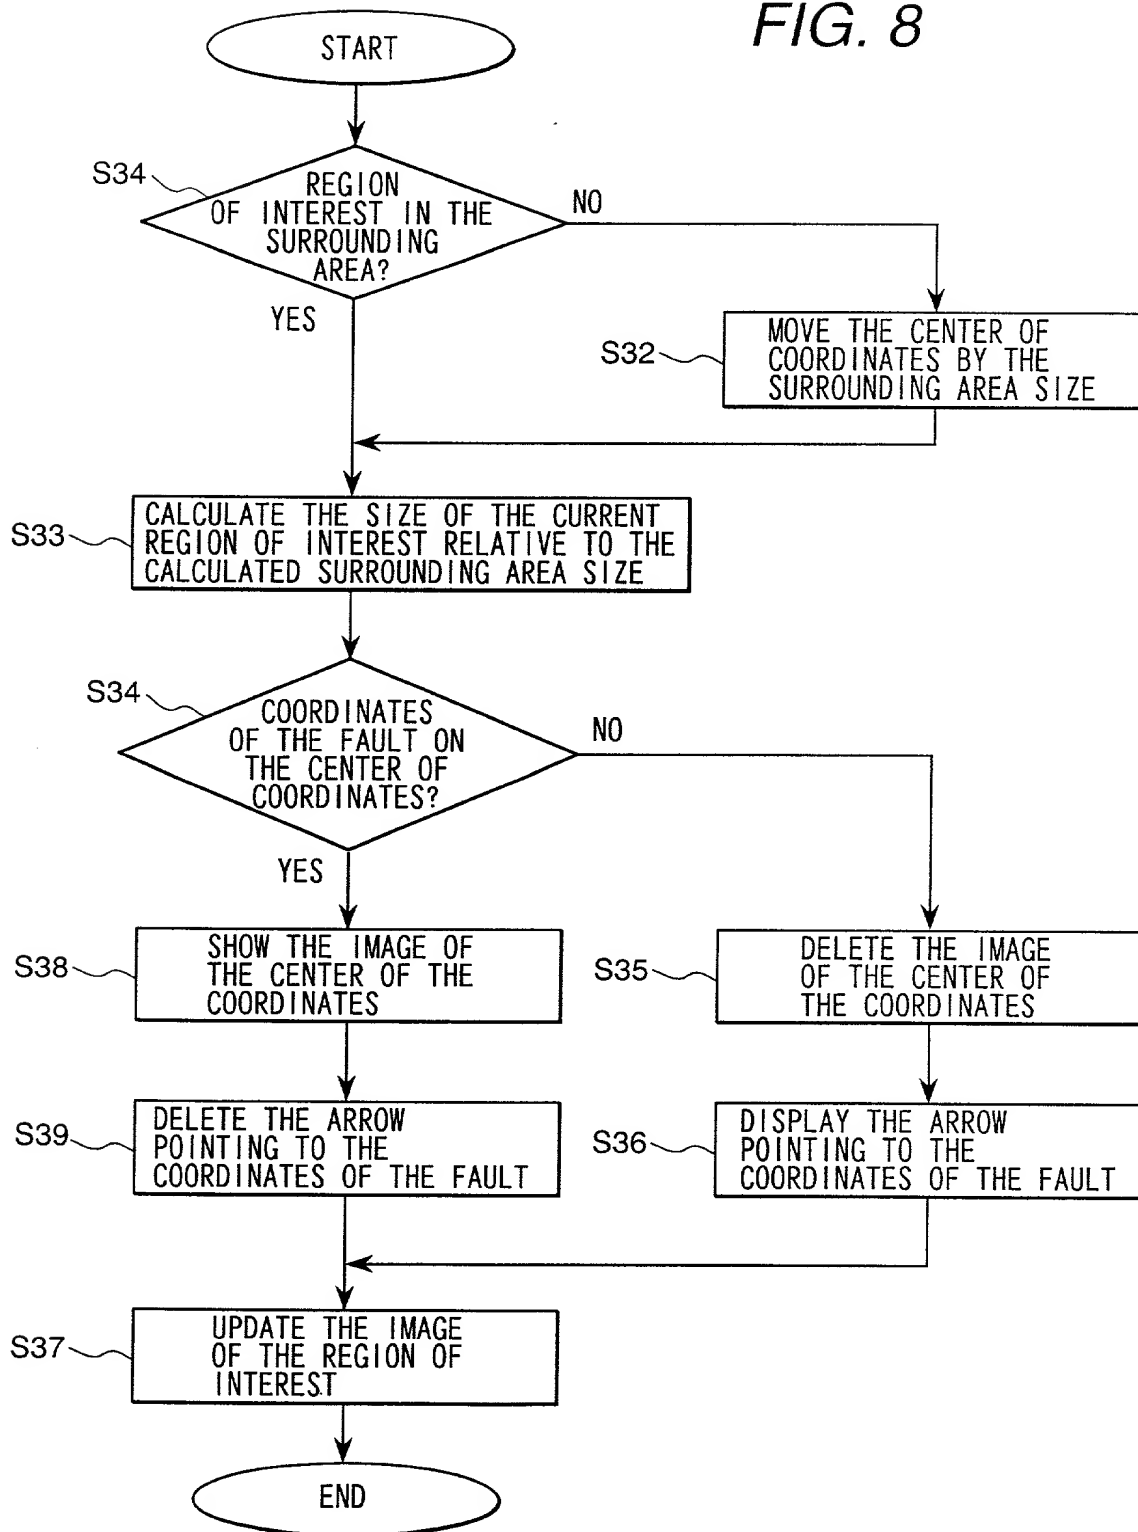 FIG. 8
START
S34
REGION
OF INTEREST IN THE
SURROUNDING
AREA?
NO
YES
S32
MOVE THE CENTER OF
COORDINATES BY THE
SURROUNDING AREA SIZE
S33
CALCULATE THE SIZE OF THE CURRENT
REGION OF INTEREST RELATIVE TO THE
CALCULATED SURROUNDING AREA SIZE
S34
COORDINATES
OF THE FAULT ON
THE CENTER OF
COORDINATES?
NO
YES
S38
SHOW THE IMAGE OF
THE CENTER OF THE
COORDINATES
S35
DELETE THE IMAGE
OF THE CENTER OF
THE COORDINATES
S39
DELETE THE ARROW
POINTING TO THE
COORDINATES OF THE FAULT
S36
DISPLAY THE ARROW
POINTING TO THE
COORDINATES OF THE FAULT
S37
UPDATE THE IMAGE
OF THE REGION OF
INTEREST
END